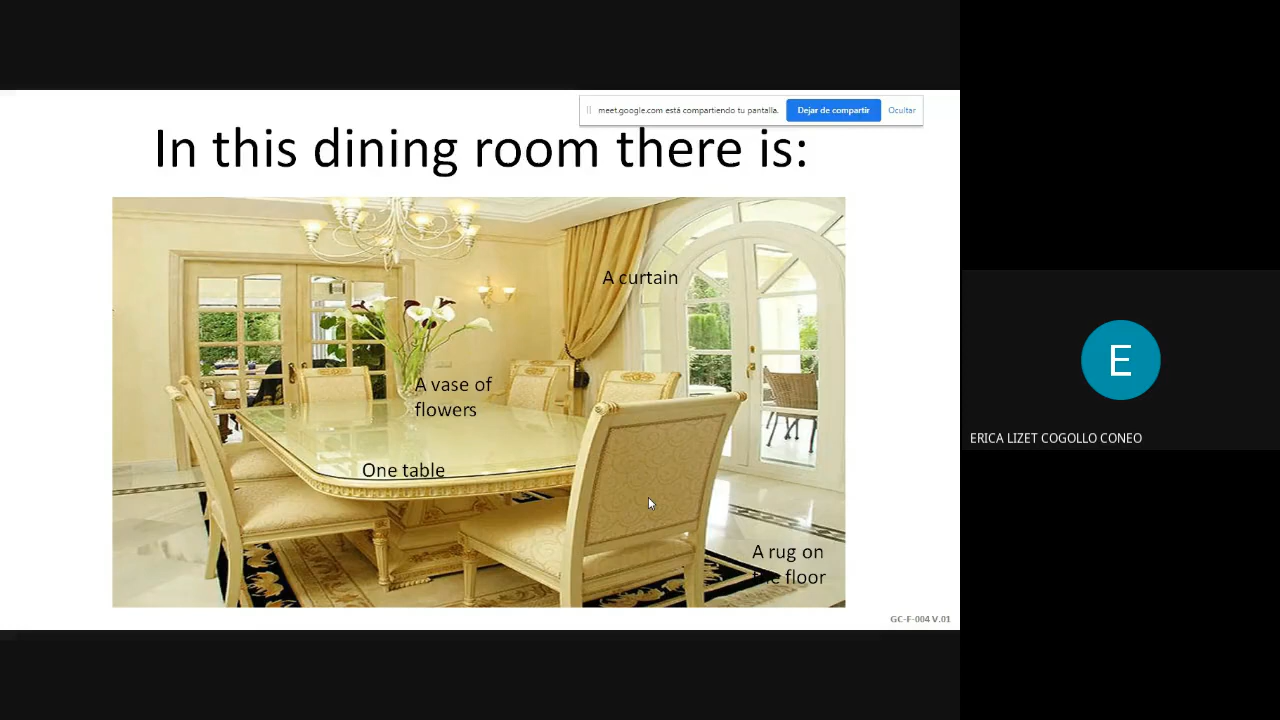 meet.google.com está compartiendo tu pantalla.
Dejar de compartir
Ocultar
In this dining room there is:
A curtain
A vase of
flowers
One table
A rug on
the floor
GC-F-004 V.01
E
ERICA LIZET COGOLLO CONEO